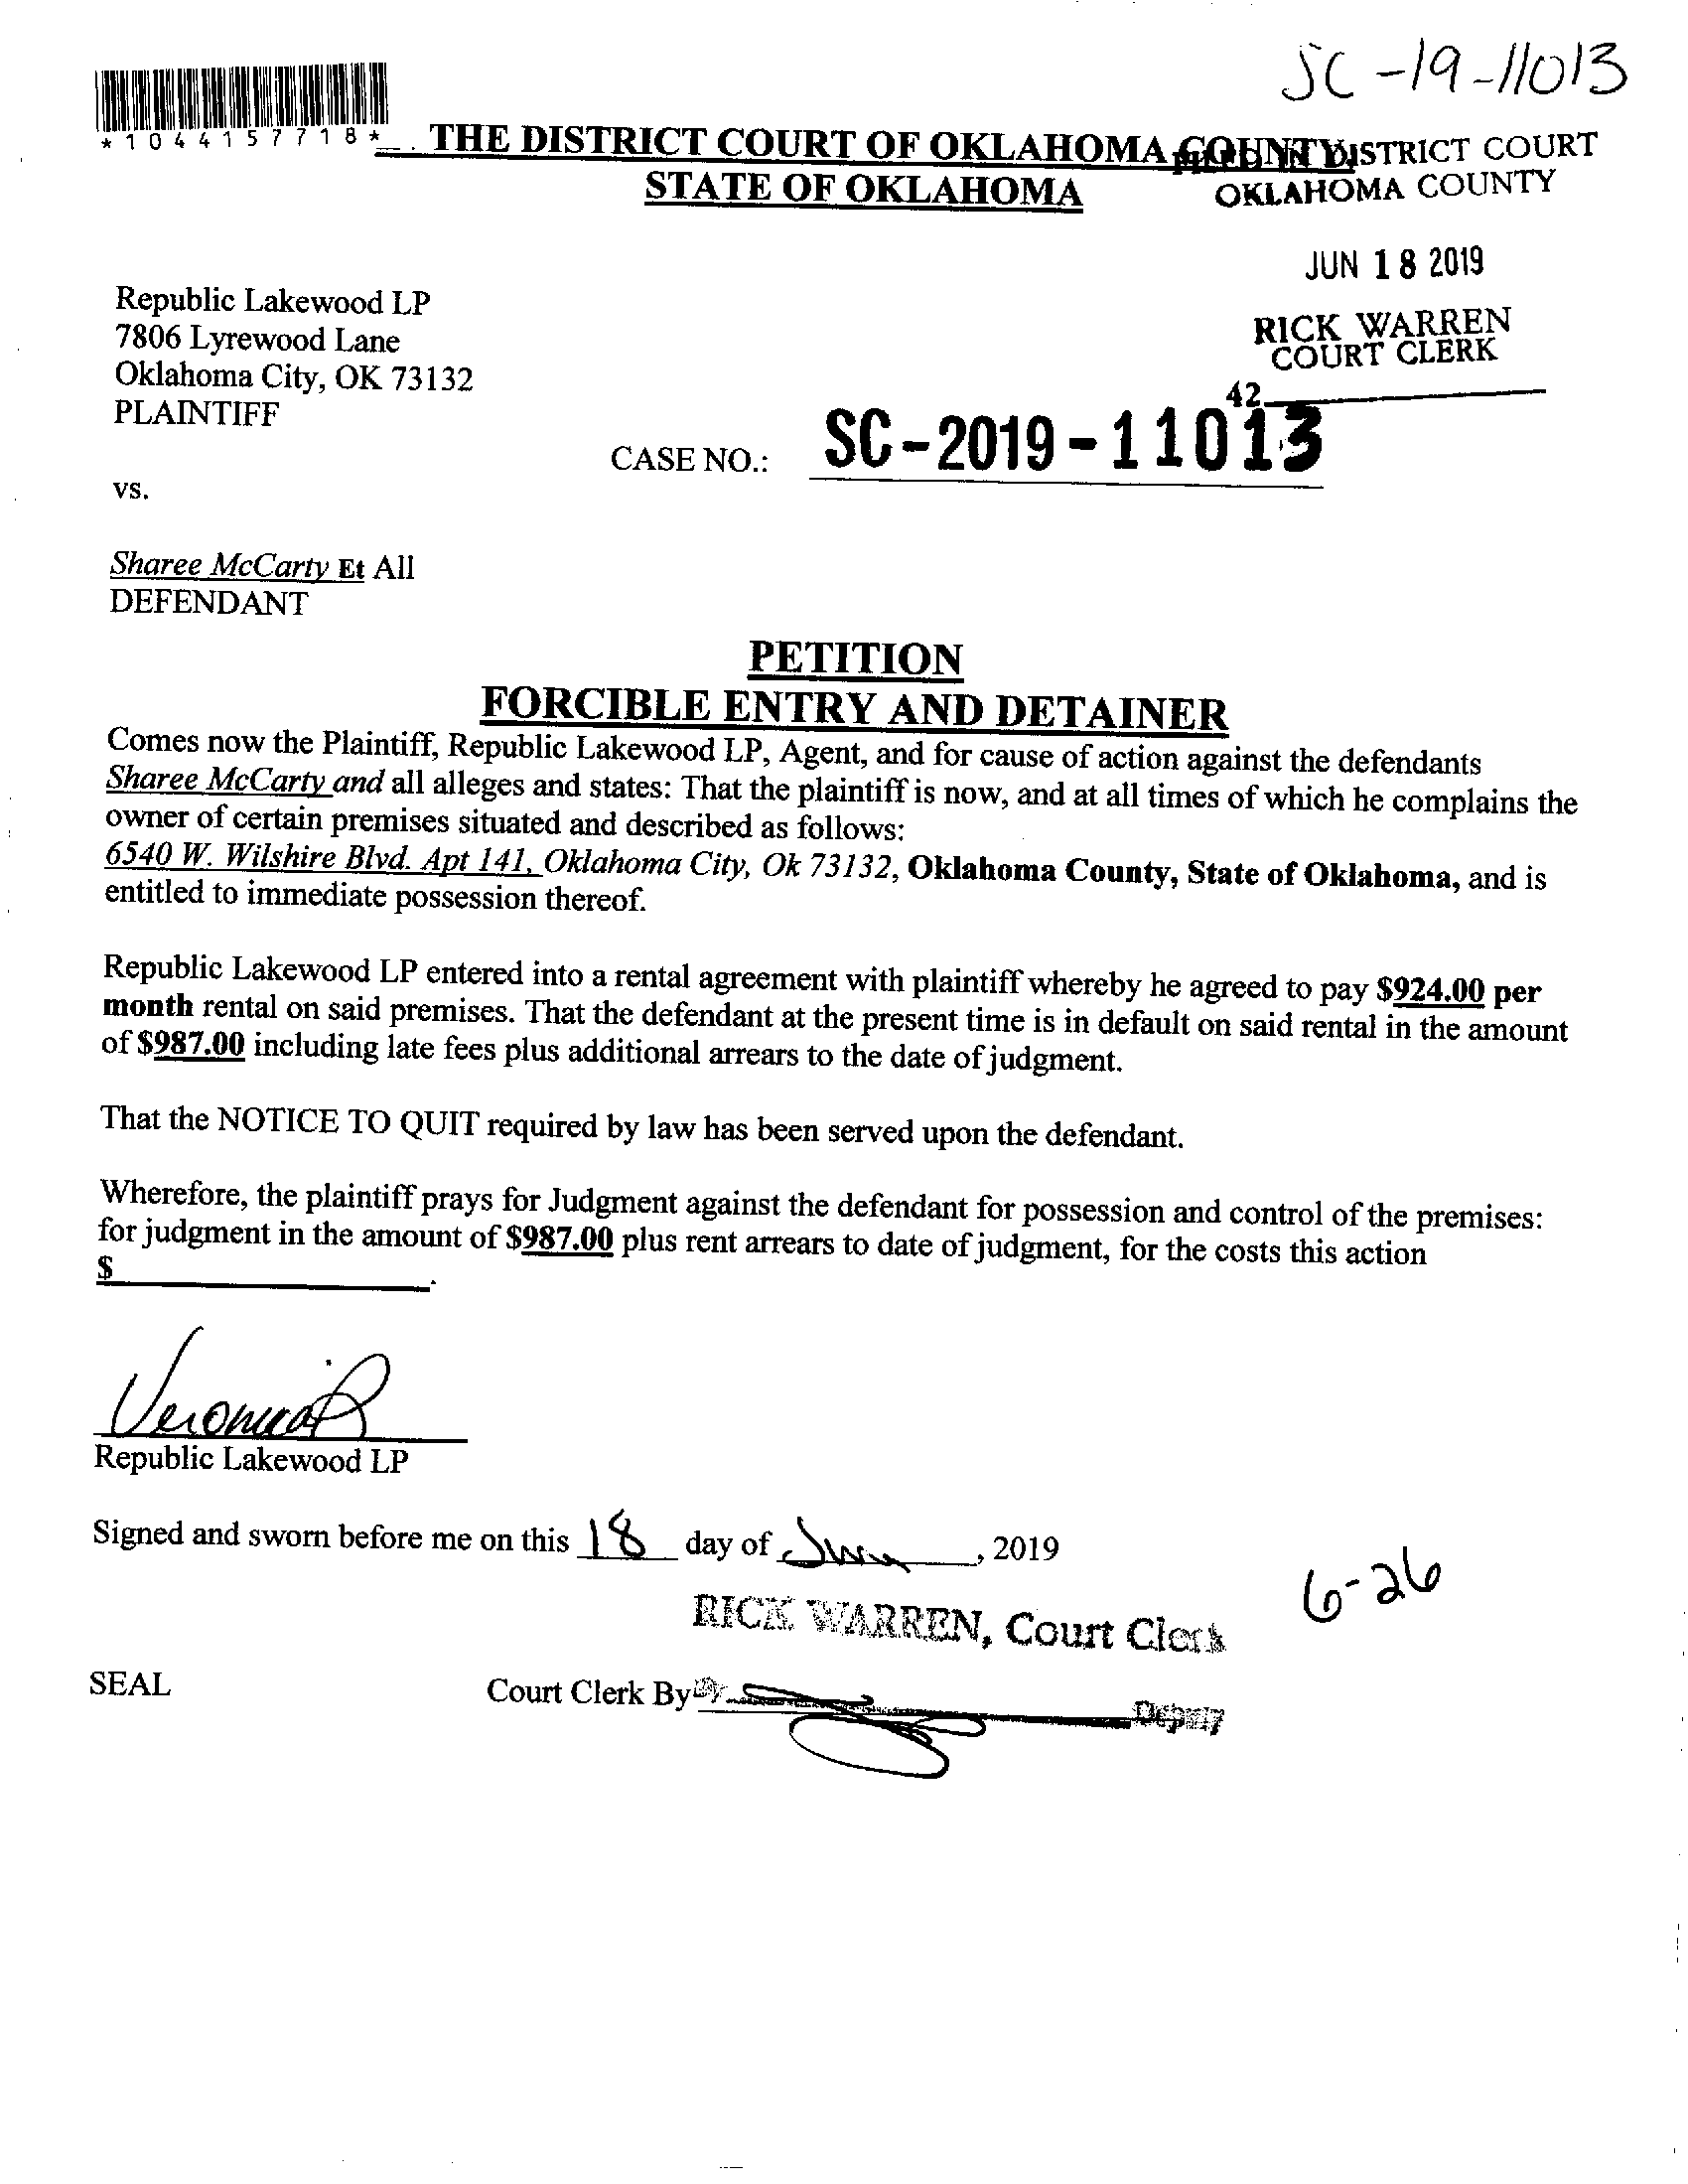 SC-19-11013
*1044157718*
THE DISTRICT COURT OF OKLAHOMA COUNTY
STATE OF OKLAHOMA
DISTRICT COURT
OKLAHOMA COUNTY
JUN 18 2019
RICK WARREN
COURT CLERK
42
Republic Lakewood LP
7806 Lyrewood Lane
Oklahoma City, OK 73132
PLAINTIFF
CASE NO.: SC-2019-11013
vs.
Sharee McCarty Et All
DEFENDANT
PETITION
FORCIBLE ENTRY AND DETAINER
Comes now the Plaintiff, Republic Lakewood LP, Agent, and for cause of action against the defendants
Sharee McCarty and all alleges and states: That the plaintiff is now, and at all times of which he complains the
owner of certain premises situated and described as follows:
6540 W. Wilshire Blvd. Apt 141, Oklahoma City, Ok 73132, Oklahoma County, State of Oklahoma, and is
entitled to immediate possession thereof.
Republic Lakewood LP entered into a rental agreement with plaintiff whereby he agreed to pay $924.00 per
month rental on said premises. That the defendant at the present time is in default on said rental in the amount
of $987.00 including late fees plus additional arrears to the date of judgment.
That the NOTICE TO QUIT required by law has been served upon the defendant.
Wherefore, the plaintiff prays for Judgment against the defendant for possession and control of the premises:
for judgment in the amount of $987.00 plus rent arrears to date of judgment, for the costs this action
$ .
Republic Lakewood LP
Signed and sworn before me on this 18 day of June, 2019
6-26
RICK WARREN, Court Clerk
SEAL
Court Clerk By By Deputy